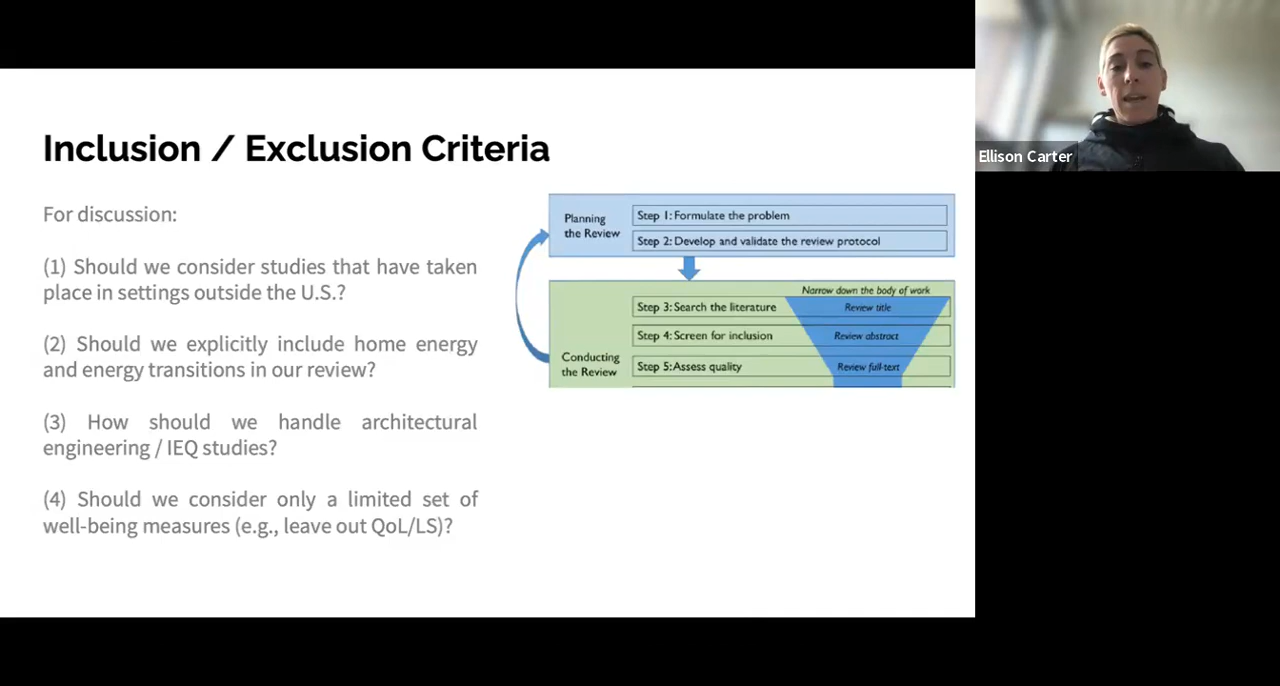 Inclusion / Exclusion Criteria
For discussion:
(1) Should we consider studies that have taken
place in settings outside the U.S.?
(2) Should we explicitly include home energy
and energy transitions in our review?
(3) How should we handle architectural
engineering / IEQ studies?
(4) Should we consider only a limited set of
well-being measures (e.g., leave out QoL/LS)?
Planning
the Review
Step 1: Formulate the problem
Step 2: Develop and validate the review protocol
Narrow down the body of work
Step 3: Search the literature
Review title
Step 4: Screen for inclusion
Review abstract
Conducting
the Review
Step 5: Assess quality
Review full-text
Ellison Carter